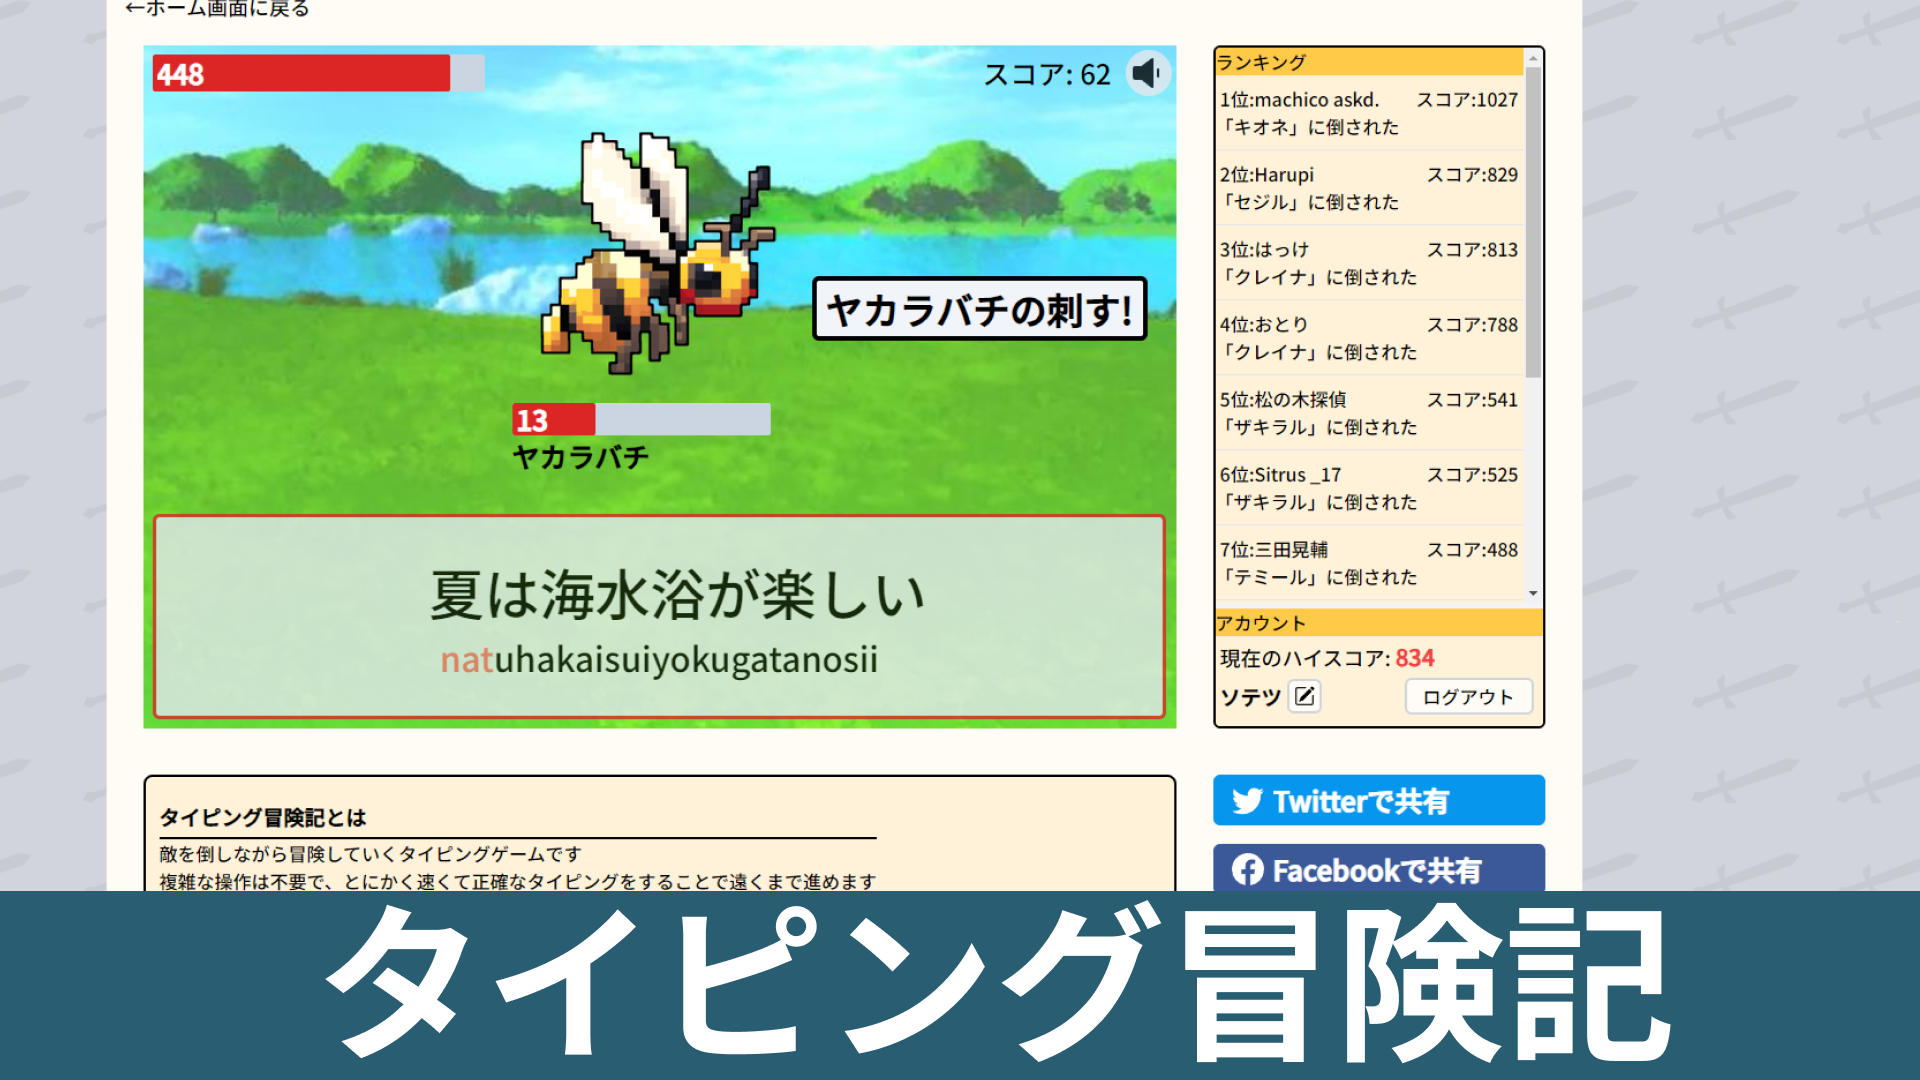 ←ホーム画面に戻る
448
スコア: 62
ヤカラバチの刺す!
13
ヤカラバチ
夏は海水浴が楽しい
natuhakaisuiyokugatanosii
ランキング
1位:machico askd. スコア:1027
「キオネ」に倒された
2位:Harupi スコア:829
「セジル」に倒された
3位:はっけ スコア:813
「クレイナ」に倒された
4位:おとり スコア:788
「クレイナ」に倒された
5位:松の木探偵 スコア:541
「ザキラル」に倒された
6位:Sitrus _17 スコア:525
「ザキラル」に倒された
7位:三田晃輔 スコア:488
「テミール」に倒された
アカウント
現在のハイスコア: 834
ソテツ ログアウト
タイピング冒険記とは
敵を倒しながら冒険していくタイピングゲームです
複雑な操作は不要で、とにかく速くて正確なタイピングをすることで遠くまで進めます
Twitterで共有
Facebookで共有
タイピング冒険記